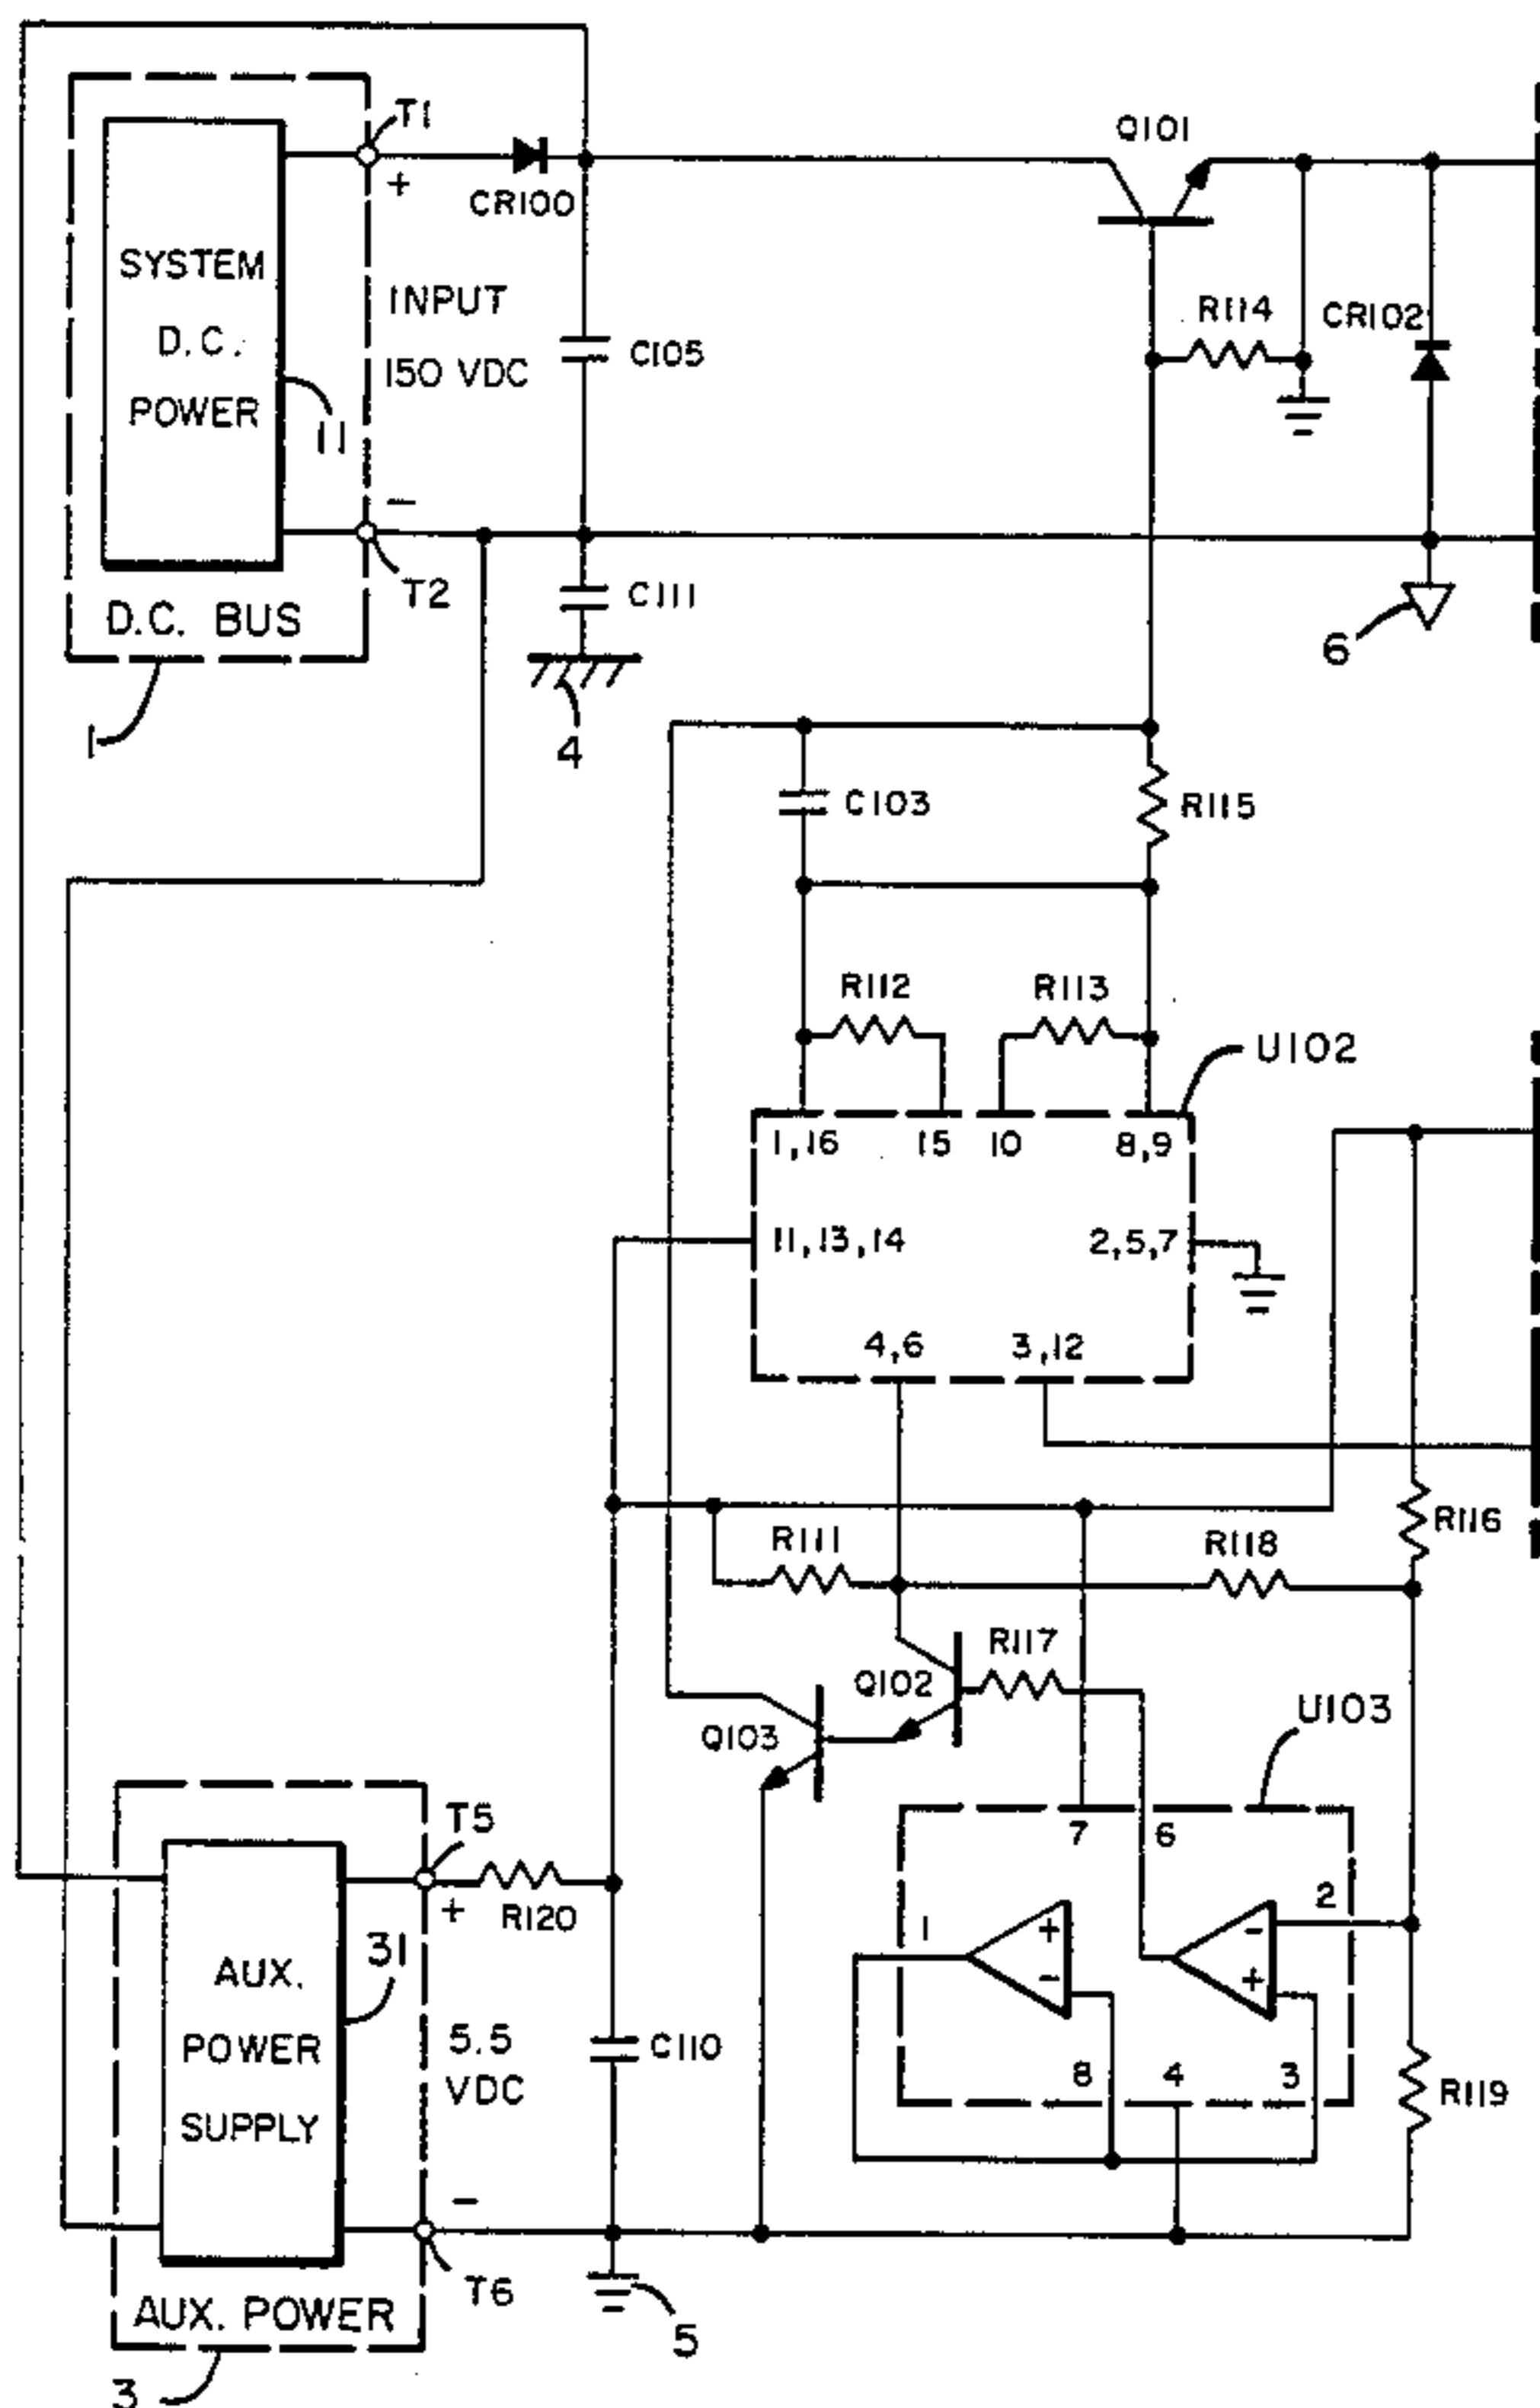 T1
Q101
+
CR100
SYSTEM
D.C.
POWER
INPUT
150 VDC
11
C105
R114
CR102
−
T2
D.C. BUS
C111
6
1
4
C103
R115
R112
R113
U102
1,16
15
10
8,9
11,13,14
2,5,7
4,6
3,12
R111
R118
R116
R117
Q102
Q103
U103
T5
+
R120
7
6
1
2
+
−
−
+
31
AUX.
POWER
SUPPLY
5.5
VDC
C110
8
4
3
R119
−
T6
AUX. POWER
5
3